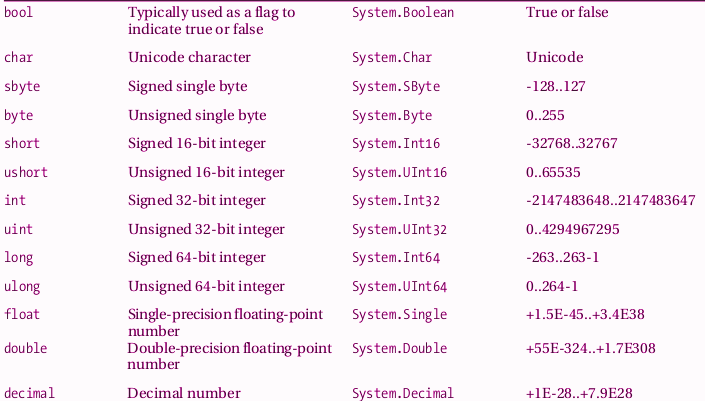 bool Typically used as a flag to System.Boolean True or false
indicate true or false
char Unicode character System.Char Unicode
sbyte Signed single byte System.SByte -128..127
byte Unsigned single byte System.Byte 0..255
short Signed 16-bit integer System.Int16 -32768..32767
ushort Unsigned 16-bit integer System.UInt16 0..65535
int Signed 32-bit integer System.Int32 -2147483648..2147483647
uint Unsigned 32-bit integer System.UInt32 0..4294967295
long Signed 64-bit integer System.Int64 -263..263-1
ulong Unsigned 64-bit integer System.UInt64 0..264-1
float Single-precision floating-point System.Single +1.5E-45..+3.4E38
number
double Double-precision floating-point System.Double +55E-324..+1.7E308
number
decimal Decimal number System.Decimal +1E-28..+7.9E28